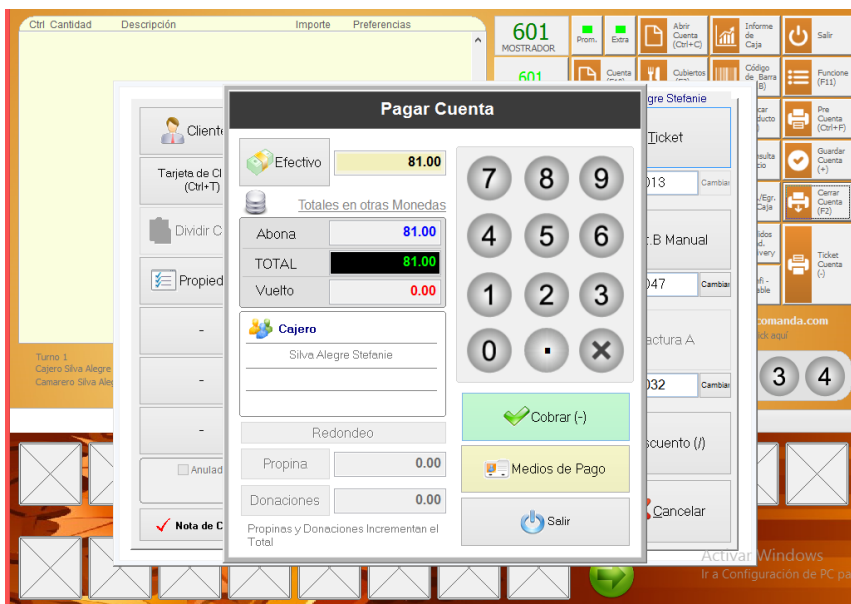 Ctrl Cantidad Descripción Importe Preferencias
601
MOSTRADOR
Prom.
Extra
Abrir
Cuenta
(Ctrl+C)
Informe
de
Caja
Salir
601
Cuenta
Cubiertos
Código
de Barra
Funcione
(F11)
gre Stefanie
Pre
Cuenta
(Ctrl+F)
Guardar
Cuenta
(+)
Cerrar
Cuenta
(F2)
Ticket
Cuenta
(-)
Cliente
Tarjeta de Cl
(Ctrl+T)
Dividir C
Propied
-
-
-
Anulad
Nota de C
Pagar Cuenta
Efectivo 81.00
Totales en otras Monedas
Abona 81.00
TOTAL 81.00
Vuelto 0.00
Cajero
Silva Alegre Stefanie
Redondeo
Propina 0.00
Donaciones 0.00
Propinas y Donaciones Incrementan el
Total
7 8 9
4 5 6
1 2 3
0 . X
Cobrar (-)
Medios de Pago
Salir
Ticket
013 Cambiar
.B Manual
047 Cambiar
actura A
032 Cambiar
scuento (/)
Cancelar
comanda.com
ick aquí
3 4
Turno 1
Cajero Silva Alegre
Camarero Silva Aleg
Activar Windows
Ir a Configuración de PC pa